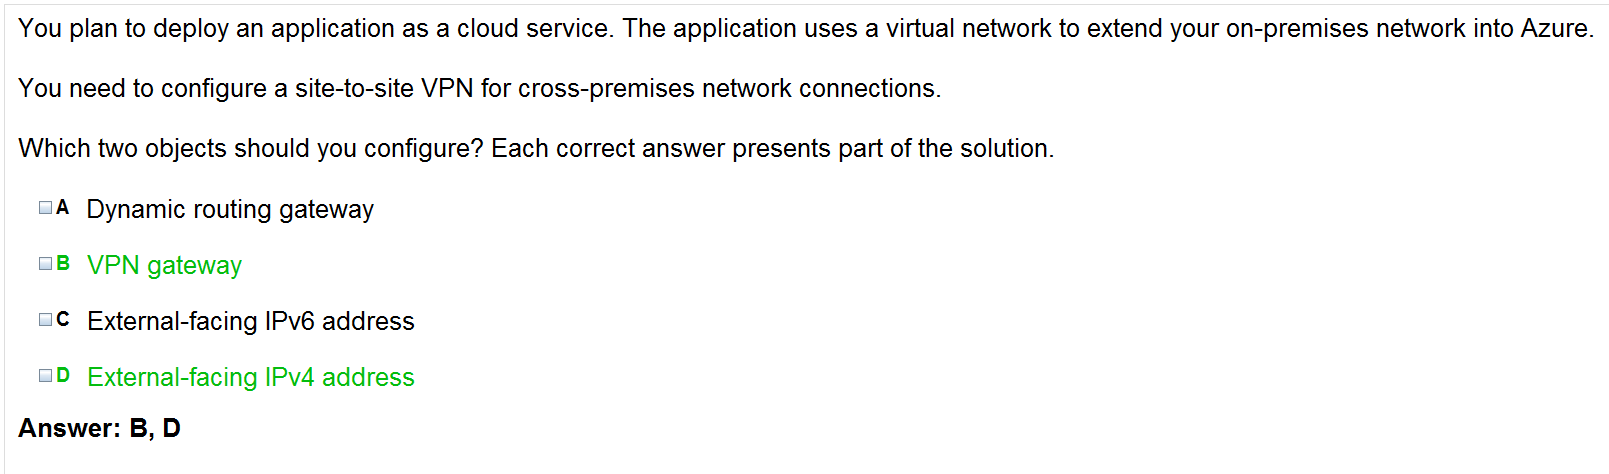 You plan to deploy an application as a cloud service. The application uses a virtual network to extend your on-premises network into Azure.
You need to configure a site-to-site VPN for cross-premises network connections.
Which two objects should you configure? Each correct answer presents part of the solution.
A Dynamic routing gateway
B VPN gateway
C External-facing IPv6 address
D External-facing IPv4 address
Answer: B, D